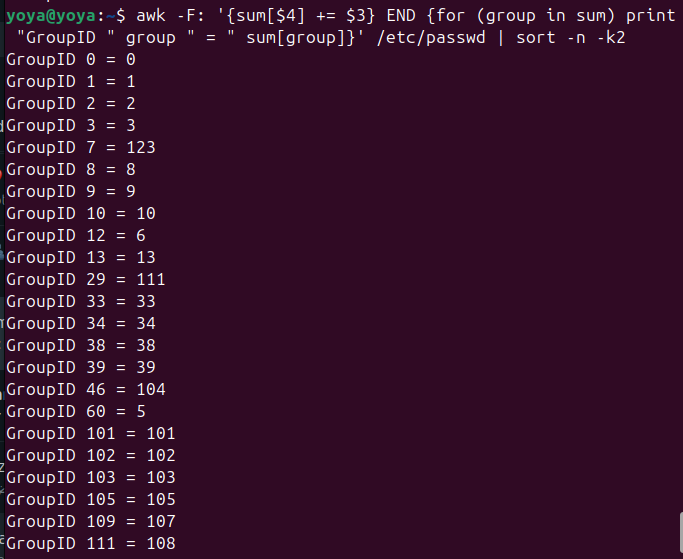 yoya@yoya:~$ awk -F: '{sum[$4] += $3} END {for (group in sum) print
"GroupID " group " = " sum[group]}' /etc/passwd | sort -n -k2
GroupID 0 = 0
GroupID 1 = 1
GroupID 2 = 2
GroupID 3 = 3
GroupID 7 = 123
GroupID 8 = 8
GroupID 9 = 9
GroupID 10 = 10
GroupID 12 = 6
GroupID 13 = 13
GroupID 29 = 111
GroupID 33 = 33
GroupID 34 = 34
GroupID 38 = 38
GroupID 39 = 39
GroupID 46 = 104
GroupID 60 = 5
GroupID 101 = 101
GroupID 102 = 102
GroupID 103 = 103
GroupID 105 = 105
GroupID 109 = 107
GroupID 111 = 108